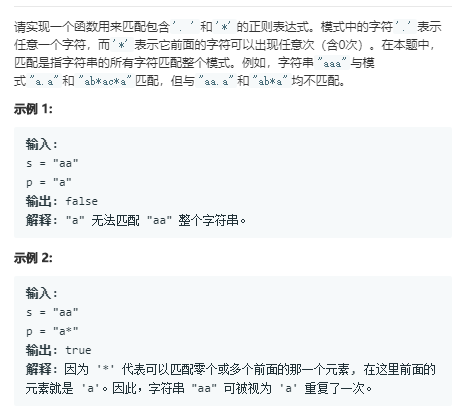 请实现一个函数用来匹配包含'. '和'*'的正则表达式。模式中的字符'.'表示
任意一个字符，而'*'表示它前面的字符可以出现任意次（含0次）。在本题中，
匹配是指字符串的所有字符匹配整个模式。例如，字符串"aaa"与模
式"a.a"和"ab*ac*a"匹配，但与"aa.a"和"ab*a"均不匹配。
示例 1:
输入:
s = "aa"
p = "a"
输出: false
解释: "a" 无法匹配 "aa" 整个字符串。
示例 2:
输入:
s = "aa"
p = "a*"
输出: true
解释: 因为 '*' 代表可以匹配零个或多个前面的那一个元素, 在这里前面的
元素就是 'a'。因此，字符串 "aa" 可被视为 'a' 重复了一次。